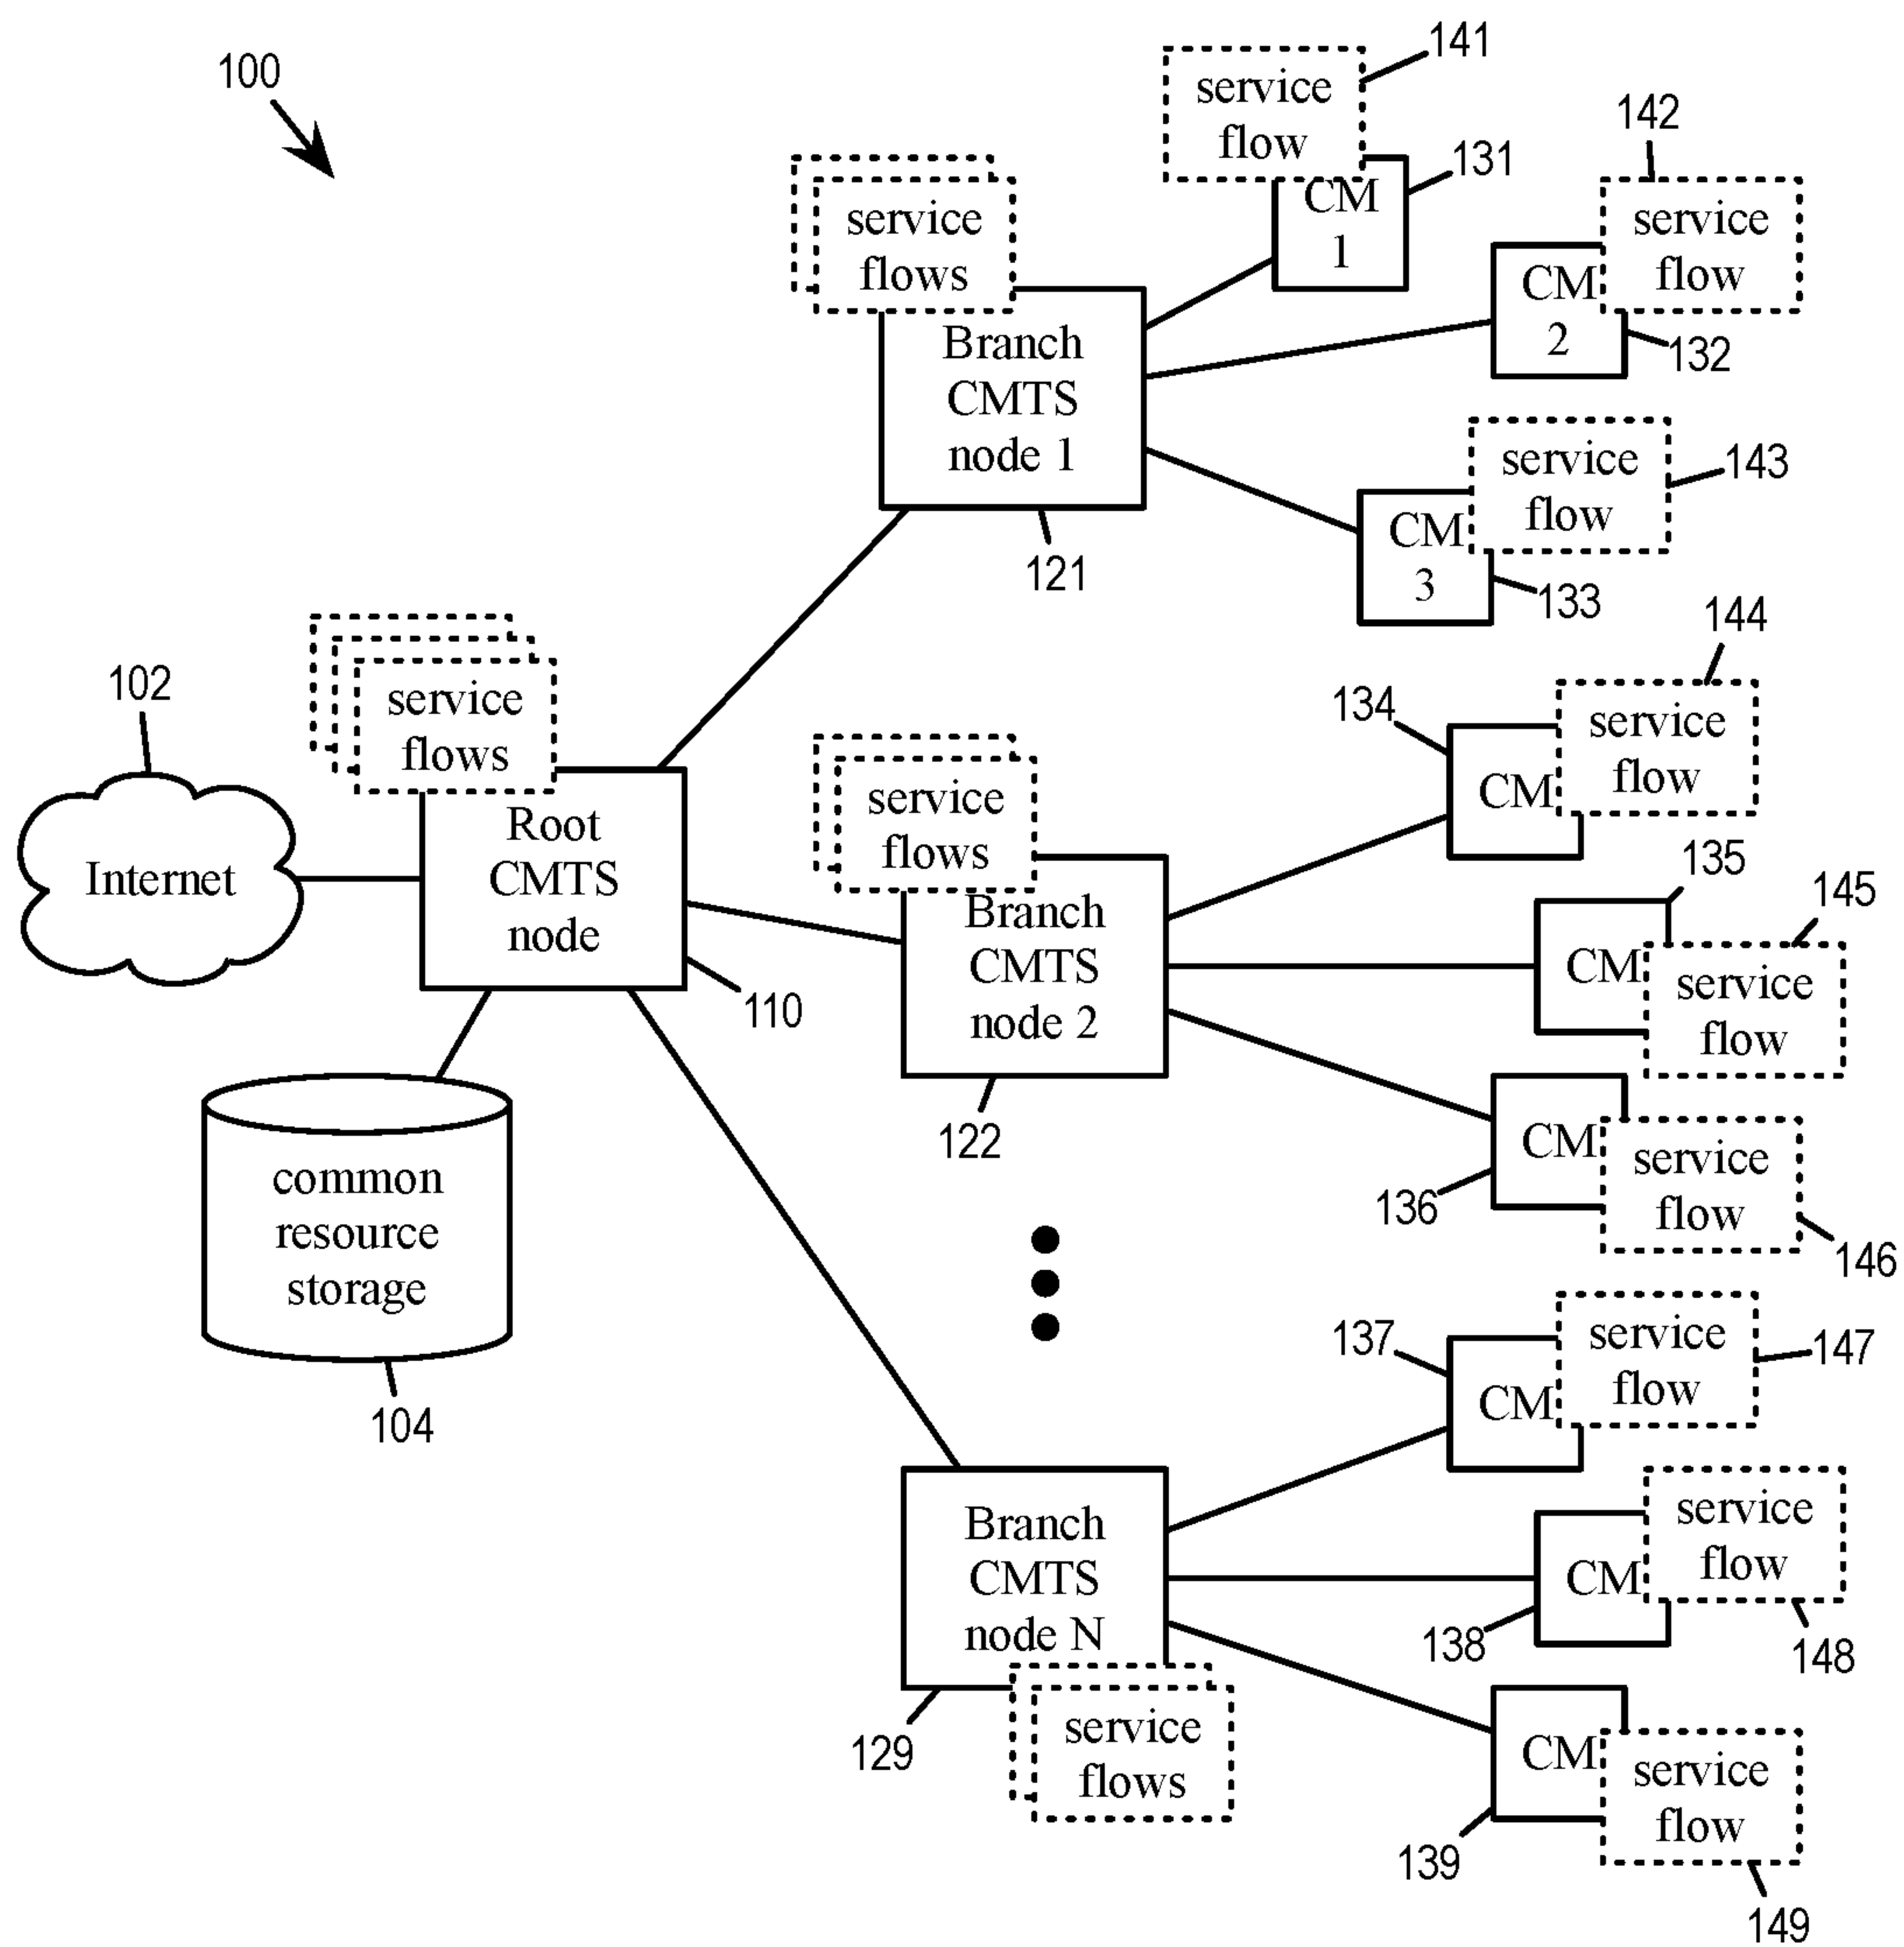 100
141
service
flow
142
131
CM
1
service
flows
service
flow
CM
2
132
Branch
CMTS
node 1
service
flow
143
CM
3
133
121
144
102
service
flows
134
service
flow
CM
service
flows
Root
CMTS
node
Internet
135
145
Branch
CMTS
node 2
CM
service
flow
110
122
CM
136
service
flow
146
common
resource
storage
104
137
service
flow
147
CM
Branch
CMTS
node N
service
flow
CM
138
148
129
service
flows
CM
service
flow
139
149